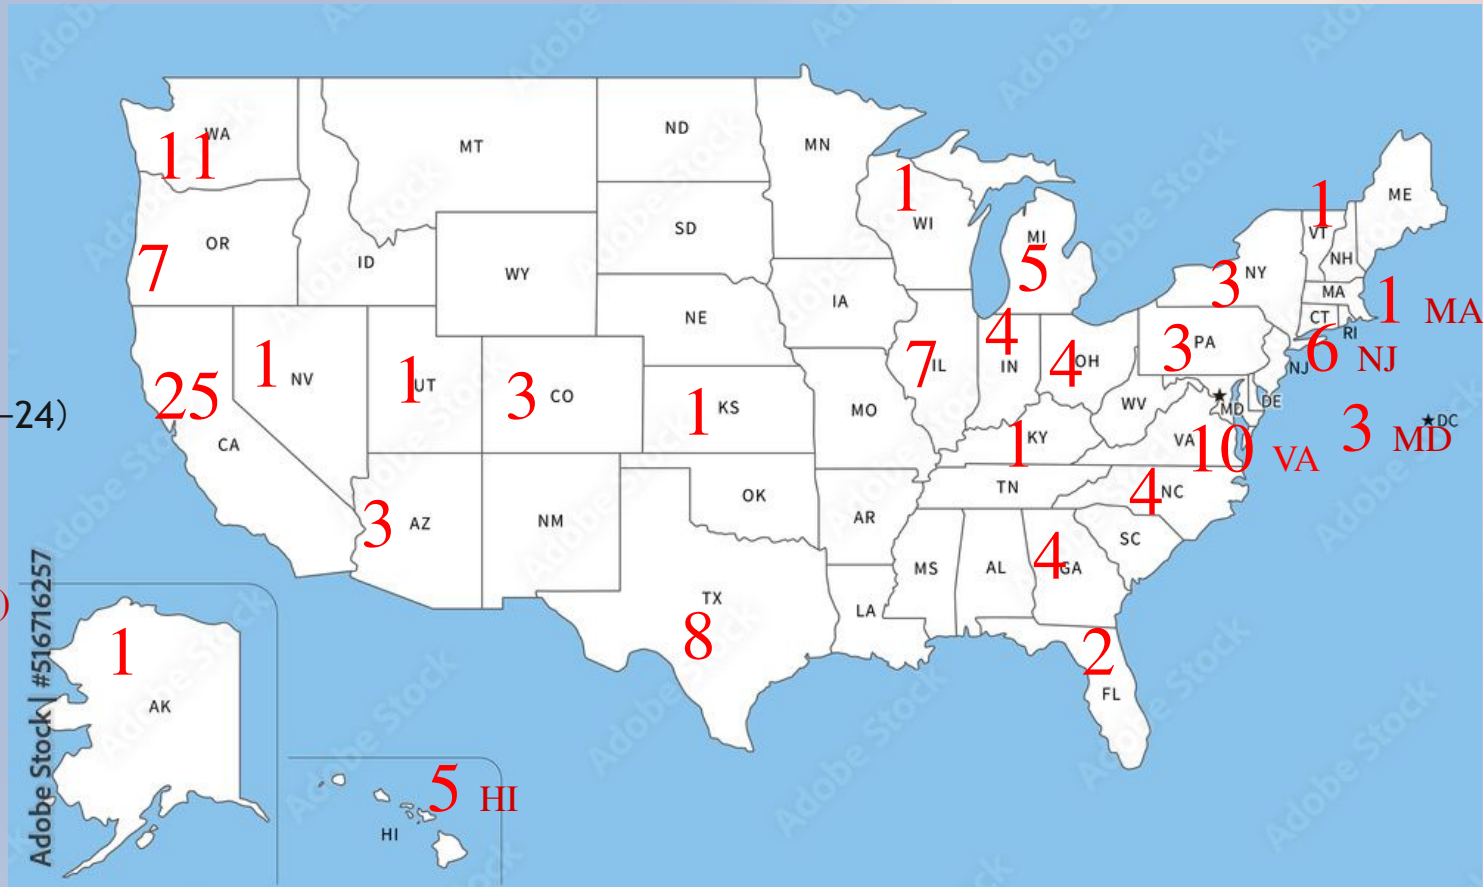 WA
11
MT
ND
MN
ME
OR
7
ID
WY
SD
1
WI
MI
5
1
VT
NH
NY
3
MA
1 MA
NE
IA
CT
RI
6 NJ
NJ
PA
3
4
IN
4
OH
7
IL
1
NV
1
UT
3
CO
1
KS
MO
WV
MD
DE
3 MD
DC
25
CA
–24)
1
KY
VA
10 VA
TN
4
NC
3
AZ
NM
OK
AR
SC
4
GA
MS
AL
LA
TX
8
2
FL
)
1
AK
5 HI
HI
Adobe Stock | #516716257
Adobe Stock